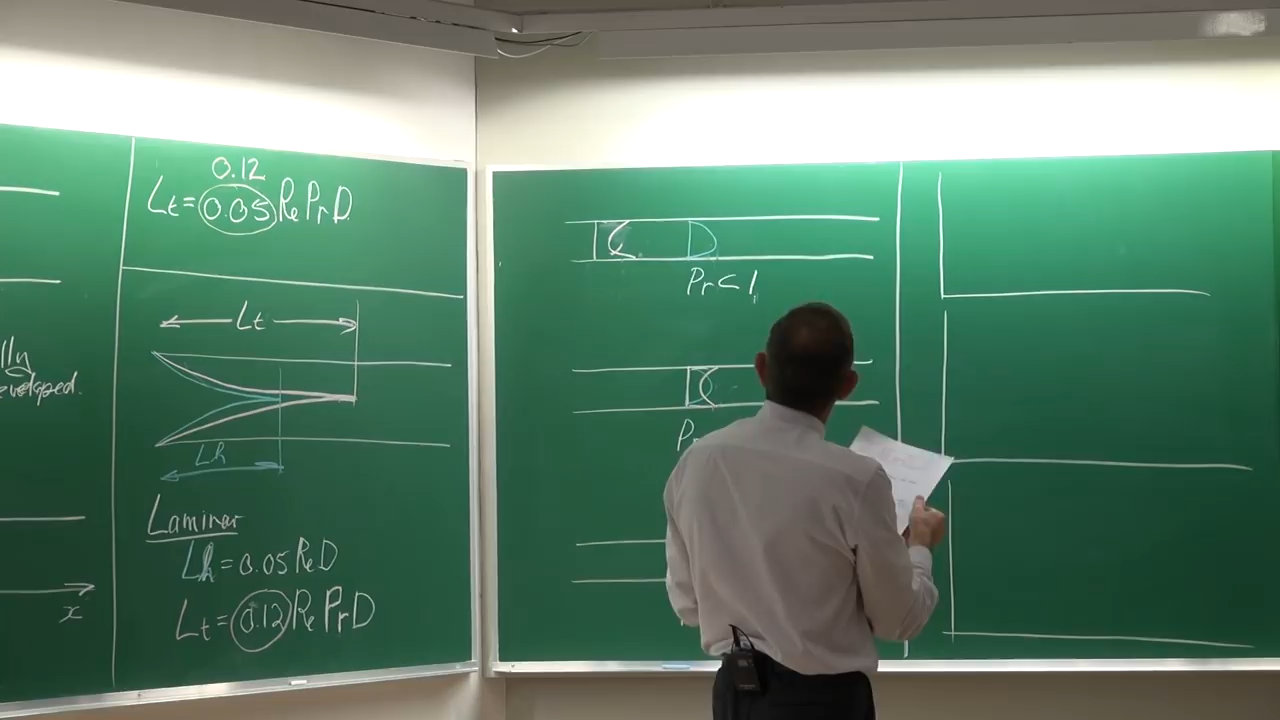 0.12
Lt=0.05 Re Pr D
lly
eveloped.
x
Lt
Lh
Laminar
Lh=0.05 Re D
Lt=0.12 Re Pr D
Pr<1